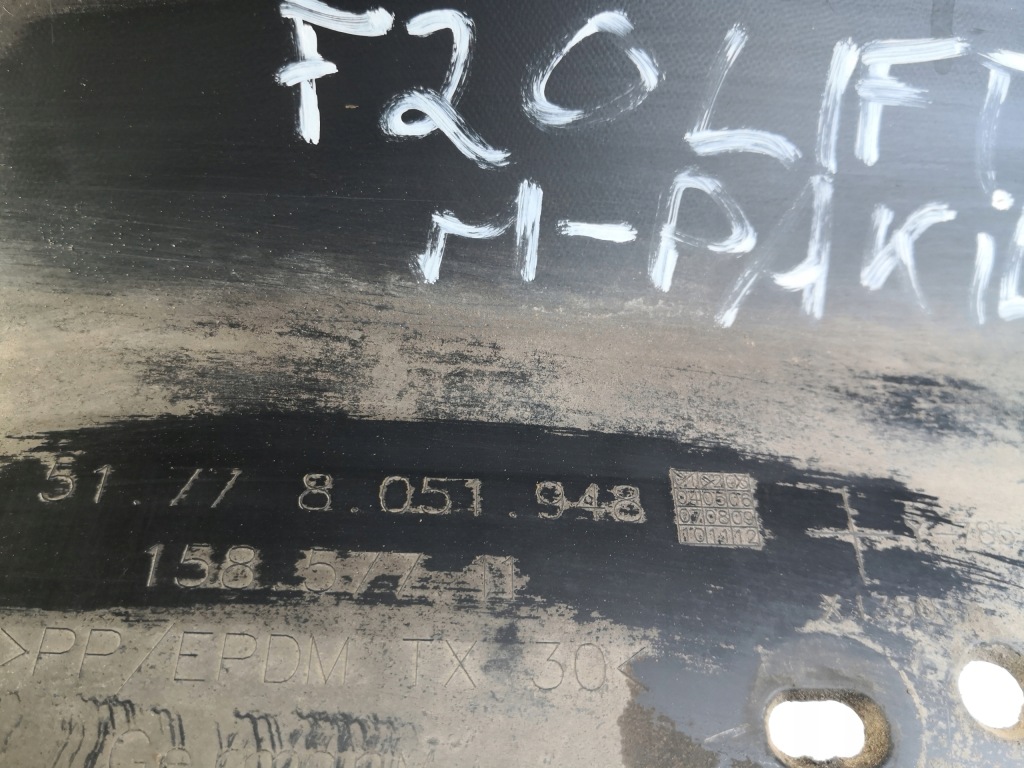 F20 LIFT
M-PAKiE
51.77 8.051.948
158 577-11
>PP/EPDM TX 30<